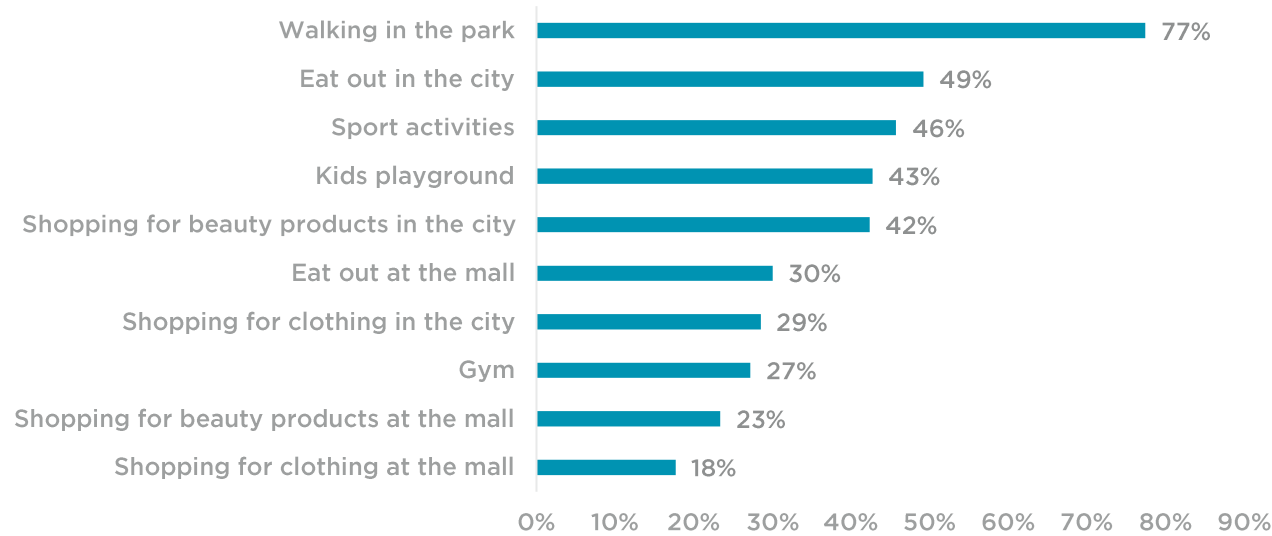 Walking in the park 77%
Eat out in the city 49%
Sport activities 46%
Kids playground 43%
Shopping for beauty products in the city 42%
Eat out at the mall 30%
Shopping for clothing in the city 29%
Gym 27%
Shopping for beauty products at the mall 23%
Shopping for clothing at the mall 18%
0% 10% 20% 30% 40% 50% 60% 70% 80% 90%